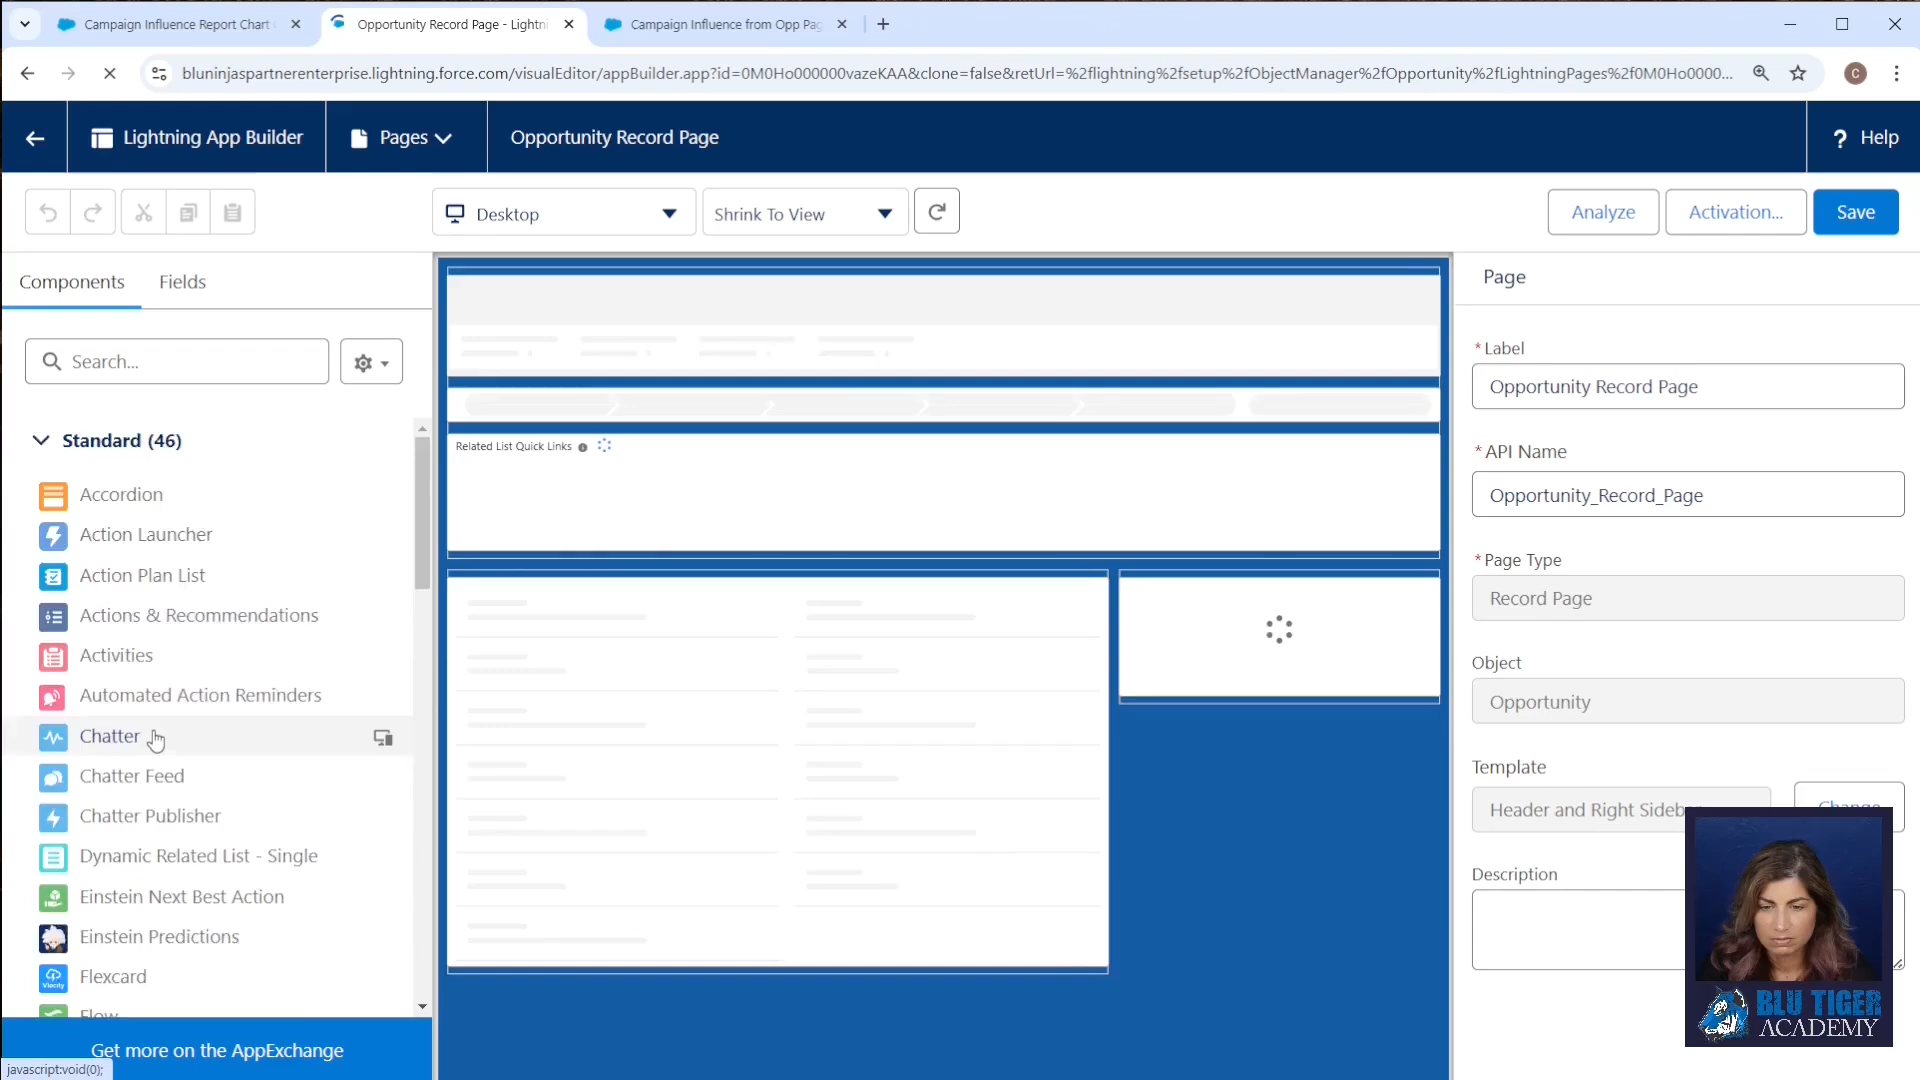 Campaign Influence Report Chart
Opportunity Record Page - Lightni
Campaign Influence from Opp Pag
bluninjaspartnerenterprise.lightning.force.com/visualEditor/appBuilder.app?id=0M0Ho000000vazeKAA&clone=false&retUrl=%2flightning%2fsetup%2fObjectManager%2fOpportunity%2fLightningPages%2f0M0Ho0000...
C
Lightning App Builder
Pages
Opportunity Record Page
? Help
Desktop
Shrink To View
Analyze
Activation...
Save
Components
Fields
Search...
Standard (46)
Accordion
Action Launcher
Action Plan List
Actions & Recommendations
Activities
Automated Action Reminders
Chatter
Chatter Feed
Chatter Publisher
Dynamic Related List - Single
Einstein Next Best Action
Einstein Predictions
Vlocity
Flexcard
Flow
Get more on the AppExchange
javascript:void(0);
Related List Quick Links
Page
*Label
Opportunity Record Page
*API Name
Opportunity_Record_Page
*Page Type
Record Page
Object
Opportunity
Template
Header and Right Sideb
Change
Description
BLU TIGER
ACADEMY